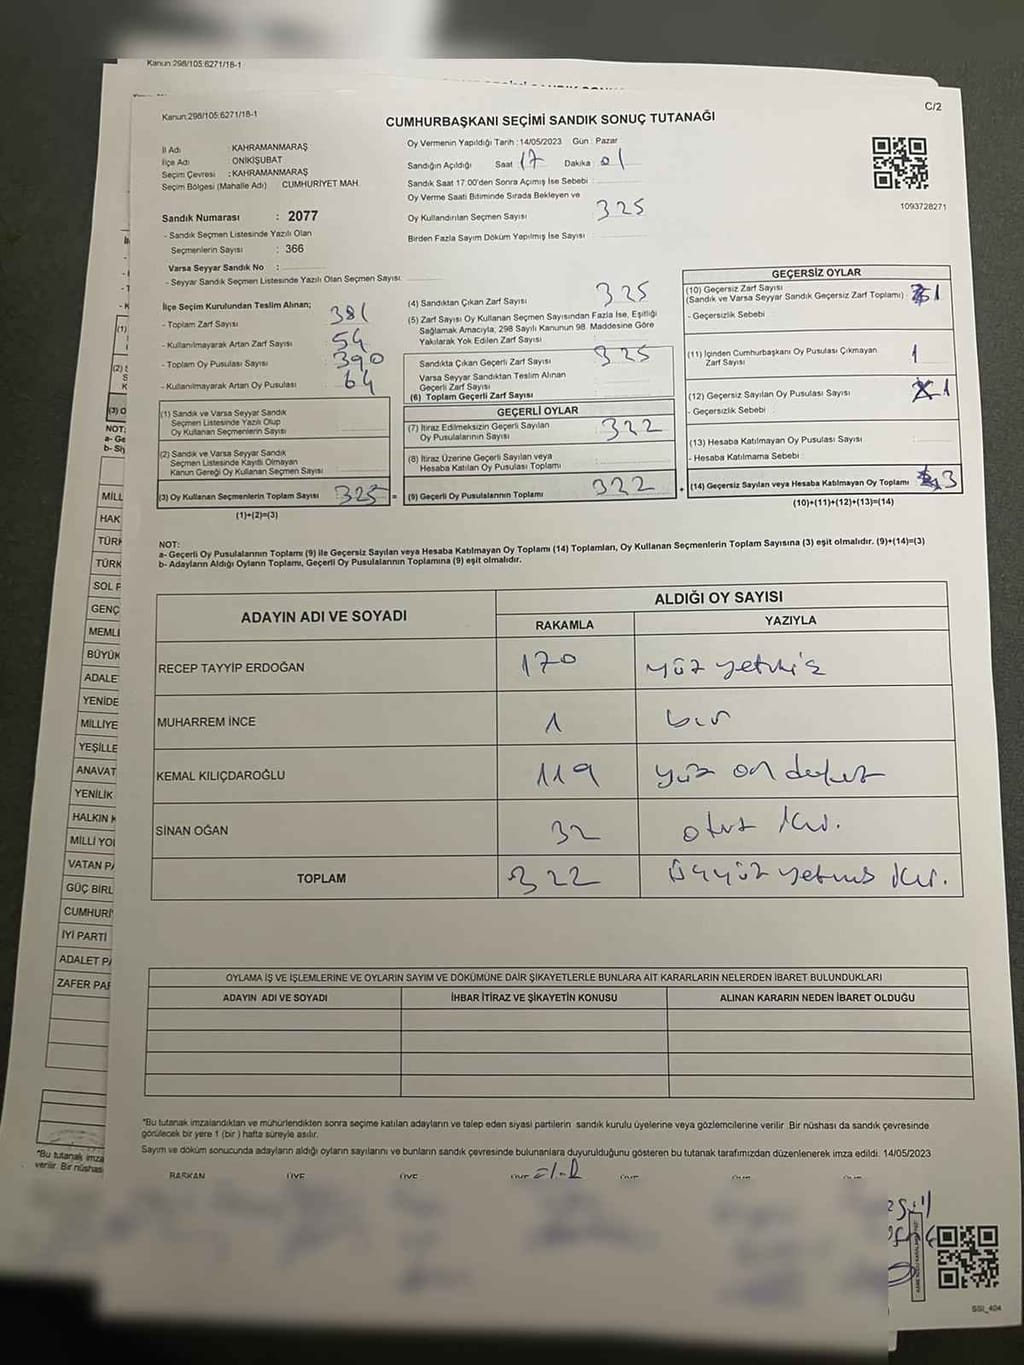 Kanun.298/105:6271/18-1
Kanun.298/105:6271/18-1
C/2
CUMHURBAŞKANI SEÇİMİ SANDIK SONUÇ TUTANAĞI
İl Adı : KAHRAMANMARAŞ
İlçe Adı ONİKİŞUBAT
Seçim Çevresi : KAHRAMANMARAŞ
Seçim Bölgesi (Mahalle Adı) CUMHURİYET MAH.
Sandık Numarası : 2077
- Sandık Seçmen Listesinde Yazılı Olan
Seçmenlerin Sayısı : 366
Varsa Seyyar Sandık No :
- Seyyar Sandık Seçmen Listesinde Yazılı Olan Seçmen Sayısı:
Oy Vermenin Yapıldığı Tarih :14/05/2023 Gün : Pazar
Sandığın Açıldığı Saat 17 Dakika 01
Sandık Saat 17.00'den Sonra Açımış İse Sebebi :
Oy Verme Saati Bitiminde Sırada Bekleyen ve
Oy Kullandırılan Seçmen Sayısı 325
Birden Fazla Sayım Döküm Yapılmış İse Sayısı :
1093728271
İlçe Seçim Kurulundan Teslim Alınan;
- Toplam Zarf Sayısı 381
- Kullanılmayarak Artan Zarf Sayısı 54
- Toplam Oy Pusulası Sayısı 390
- Kullanılmayarak Artan Oy Pusulası 64
(1) Sandık ve Varsa Seyyar Sandık
Seçmen Listesinde Yazılı Olup
Oy Kullanan Seçmenlerin Sayısı
(2) Sandık ve Varsa Seyyar Sandık
Seçmen Listesinde Kayıtlı Olmayan
Kanun Gereği Oy Kullanan Seçmen Sayısı
(3) Oy Kullanan Seçmenlerin Toplam Sayısı 325 =
(1)+(2)=(3)
(4) Sandıktan Çıkan Zarf Sayısı 325
(5) Zarf Sayısı Oy Kullanan Seçmen Sayısından Fazla İse, Eşitliği
Sağlamak Amacıyla, 298 Sayılı Kanunun 98. Maddesine Göre
Yakılarak Yok Edilen Zarf Sayısı
Sandıkta Çıkan Geçerli Zarf Sayısı 325
Varsa Seyyar Sandıktan Teslim Alınan
Geçerli Zarf Sayısı
(6) Toplam Geçerli Zarf Sayısı
GEÇERLİ OYLAR
(7) İtiraz Edilmeksizin Geçerli Sayılan
Oy Pusulalarının Sayısı 322
(8) İtiraz Üzerine Geçerli Sayılan veya
Hesaba Katılan Oy Pusulası Toplamı
(9) Geçerli Oy Pusulalarının Toplamı 322 +
GEÇERSİZ OYLAR
(10) Geçersiz Zarf Sayısı
(Sandık ve Varsa Seyyar Sandık Geçersiz Zarf Toplamı) 1
- Geçersizlik Sebebi :
(11) İçinden Cumhurbaşkanı Oy Pusulası Çıkmayan
Zarf Sayısı 1
(12) Geçersiz Sayılan Oy Pusulası Sayısı 1
- Geçersizlik Sebebi :
(13) Hesaba Katılmayan Oy Pusulası Sayısı
- Hesaba Katılmama Sebebi :
(14) Geçersiz Sayılan veya Hesaba Katılmayan Oy Toplamı 3
(10)+(11)+(12)+(13)=(14)
NOT:
a- Geçerli Oy Pusulalarının Toplamı (9) ile Geçersiz Sayılan veya Hesaba Katılmayan Oy Toplamı (14) Toplamları, Oy Kullanan Seçmenlerin Toplam Sayısına (3) eşit olmalıdır. (9)+(14)=(3)
b- Adayların Aldığı Oyların Toplamı, Geçerli Oy Pusulalarının Toplamına (9) eşit olmalıdır.
ADAYIN ADI VE SOYADI
ALDIĞI OY SAYISI
RAKAMLA YAZIYLA
RECEP TAYYİP ERDOĞAN 170 yüz yetmiş
MUHARREM İNCE 1 bir
KEMAL KILIÇDAROĞLU 119 yüz on dokuz
SİNAN OĞAN 32 otuz iki.
TOPLAM 322 üçyüz iki.
OYLAMA İŞ VE İŞLEMLERİNE VE OYLARIN SAYIM VE DÖKÜMÜNE DAİR ŞİKAYETLERLE BUNLARA AİT KARARLARIN NELERDEN İBARET BULUNDUKLARI
ADAYIN ADI VE SOYADI İHBAR İTİRAZ VE ŞİKAYETİN KONUSU ALINAN KARARIN NEDEN İBARET OLDUĞU
*Bu tutanak imzalandıktan ve mühürlendikten sonra seçime katılan adayların ve talep eden siyasi partilerin sandık kurulu üyelerine veya gözlemcilerine verilir .Bir nüshası da sandık çevresinde
görülecek bir yere 1 (bir ) hafta süreyle asılır.
Sayım ve döküm sonucunda adayların aldığı oyların sayılarını ve bunların sandık çevresinde bulunanlara duyurulduğunu gösteren bu tutanak tarafımızdan düzenlenerek imza edildi. 14/05/2023
BAŞKAN ÜYE ÜYE
SSI_404
(1)
(2)
(3) O
NOT:
a- Ge
MİLL
HAK
TÜRK
TÜRK
SOL P
GENÇ
MEML
BÜYÜK
ADALE
YENİDE
MİLLİYE
YEŞİLLE
ANAVAT
YENİLİK
HALKIN K
MİLLİ YOL
VATAN PA
GÜÇ BİRL
CUMHURİ
İYİ PARTİ
ADALET PA
ZAFER PAR
*Bu tutanak imza
verilir. Bir nüshas